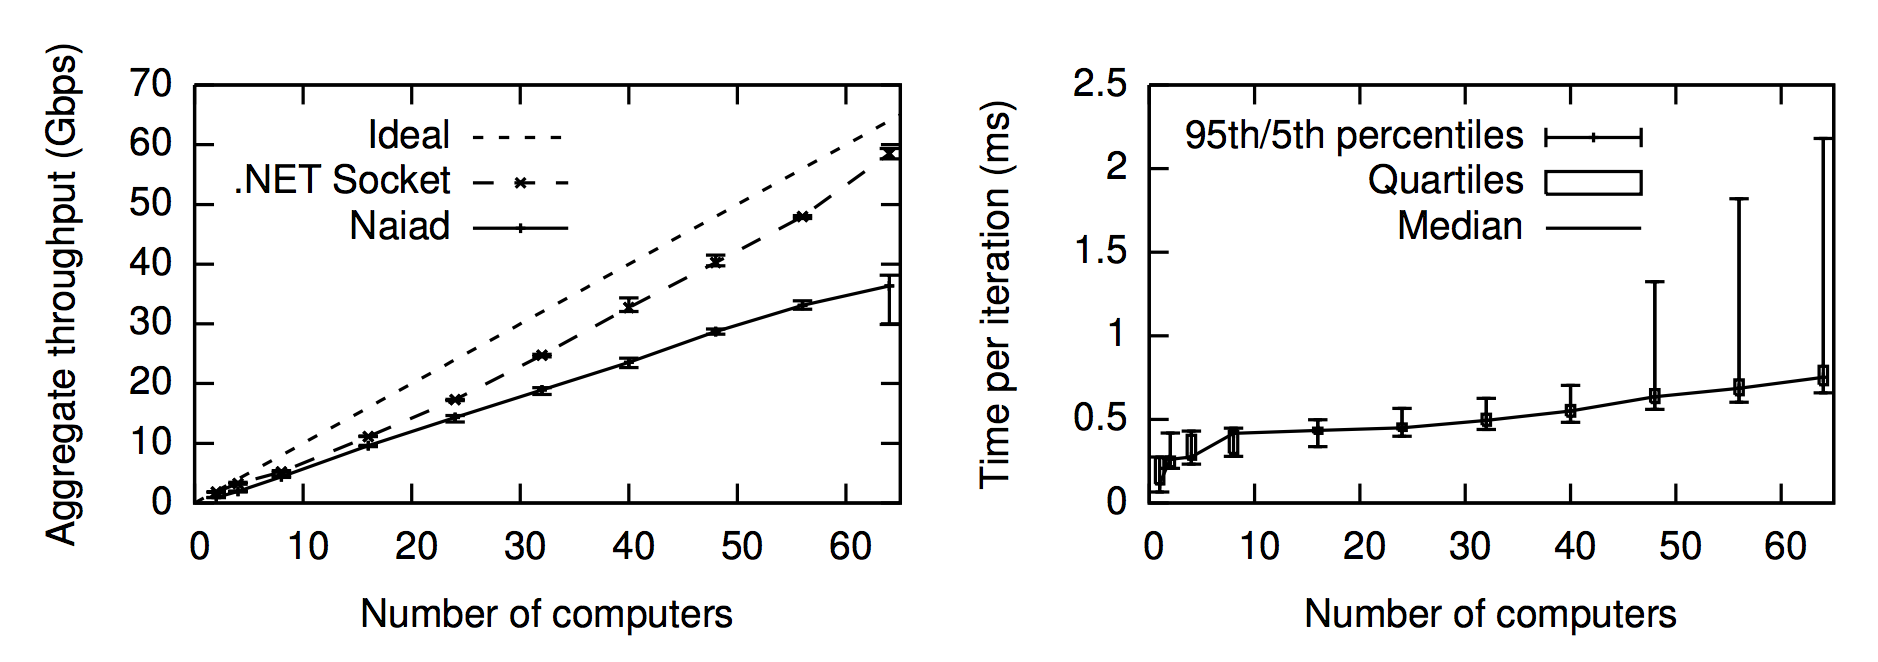 Aggregate throughput (Gbps)
70
60
50
40
30
20
10
0
Ideal
.NET Socket
Naiad
0 10 20 30 40 50 60
Number of computers
Time per iteration (ms)
2.5
2
1.5
1
0.5
0
95th/5th percentiles
Quartiles
Median
0 10 20 30 40 50 60
Number of computers